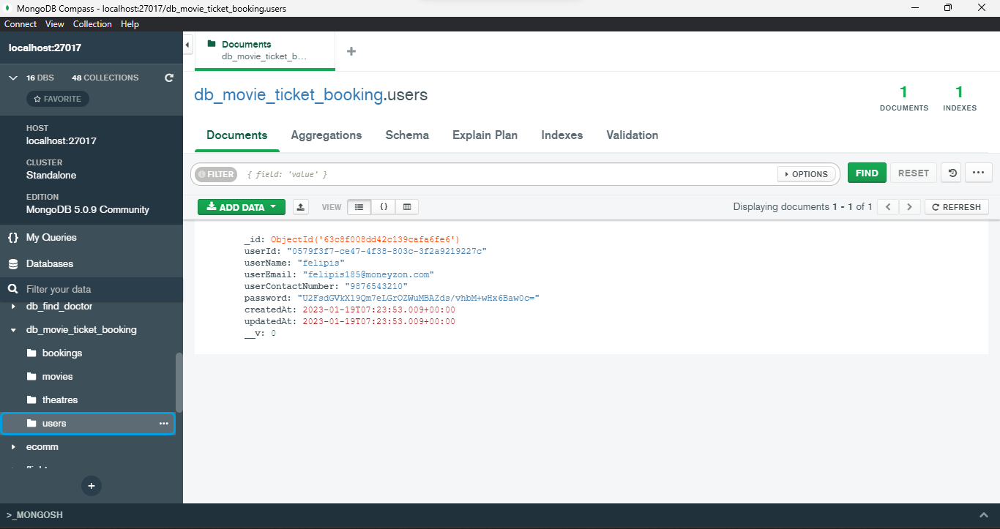 MongoDB Compass - localhost:27017/db_movie_ticket_booking.users
Connect View Collection Help
localhost:27017
16 DBS 48 COLLECTIONS
FAVORITE
HOST
localhost:27017
CLUSTER
Standalone
EDITION
MongoDB 5.0.9 Community
{} My Queries
Databases
Filter your data
db_find_doctor
db_movie_ticket_booking
bookings
movies
theatres
users
ecomm
+
Documents
db_movie_ticket_b...
+
db_movie_ticket_booking.users
1 DOCUMENTS
1 INDEXES
Documents Aggregations Schema Explain Plan Indexes Validation
FILTER { field: 'value' } OPTIONS FIND RESET ...
ADD DATA VIEW {} Displaying documents 1 - 1 of 1 < > REFRESH
_id: ObjectId('63c8f008dd42c139cafa6fe6')
userId: "0579f3f7-ce47-4f38-803c-3f2a9219227c"
userName: "felipis"
userEmail: "felipis185@moneyzon.com"
userContactNumber: "9876543210"
password: "U2FsdGVkX19Qm7eLGrOZWuMBAZds/vhbM+wHx6Baw0c="
createdAt: 2023-01-19T07:23:53.009+00:00
updatedAt: 2023-01-19T07:23:53.009+00:00
__v: 0
>_MONGOSH